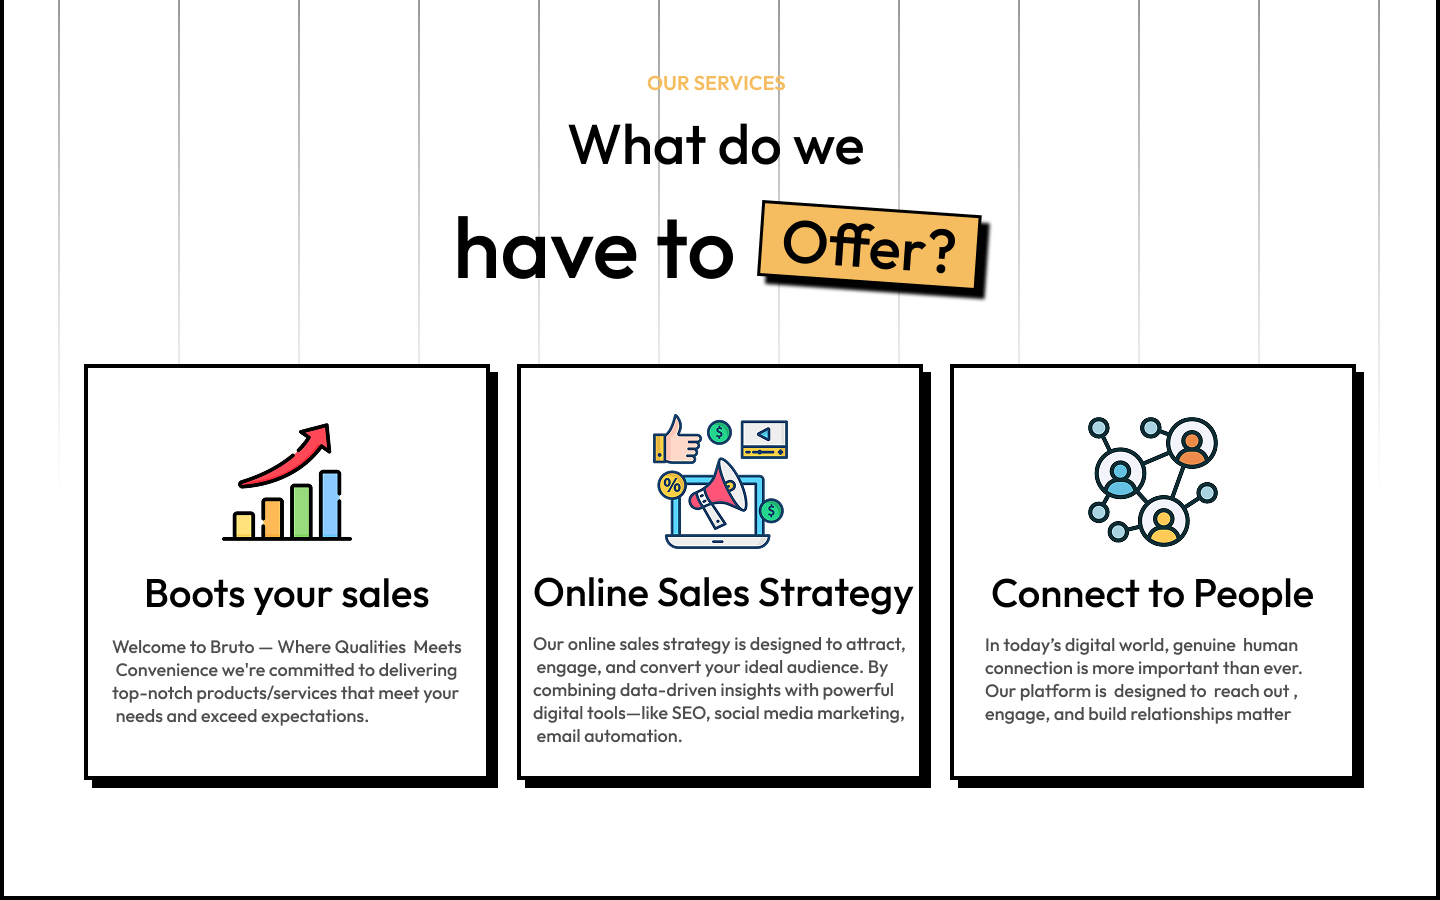 OUR SERVICES
What do we
have to Offer?
Boots your sales
Welcome to Bruto — Where Qualities  Meets
Convenience we're committed to delivering
top-notch products/services that meet your
needs and exceed expectations.
$
%
$
Online Sales Strategy
Our online sales strategy is designed to attract,
engage, and convert your ideal audience. By
combining data-driven insights with powerful
digital tools—like SEO, social media marketing,
email automation.
Connect to People
In today’s digital world, genuine  human
connection is more important than ever.
Our platform is  designed to  reach out ,
engage, and build relationships matter